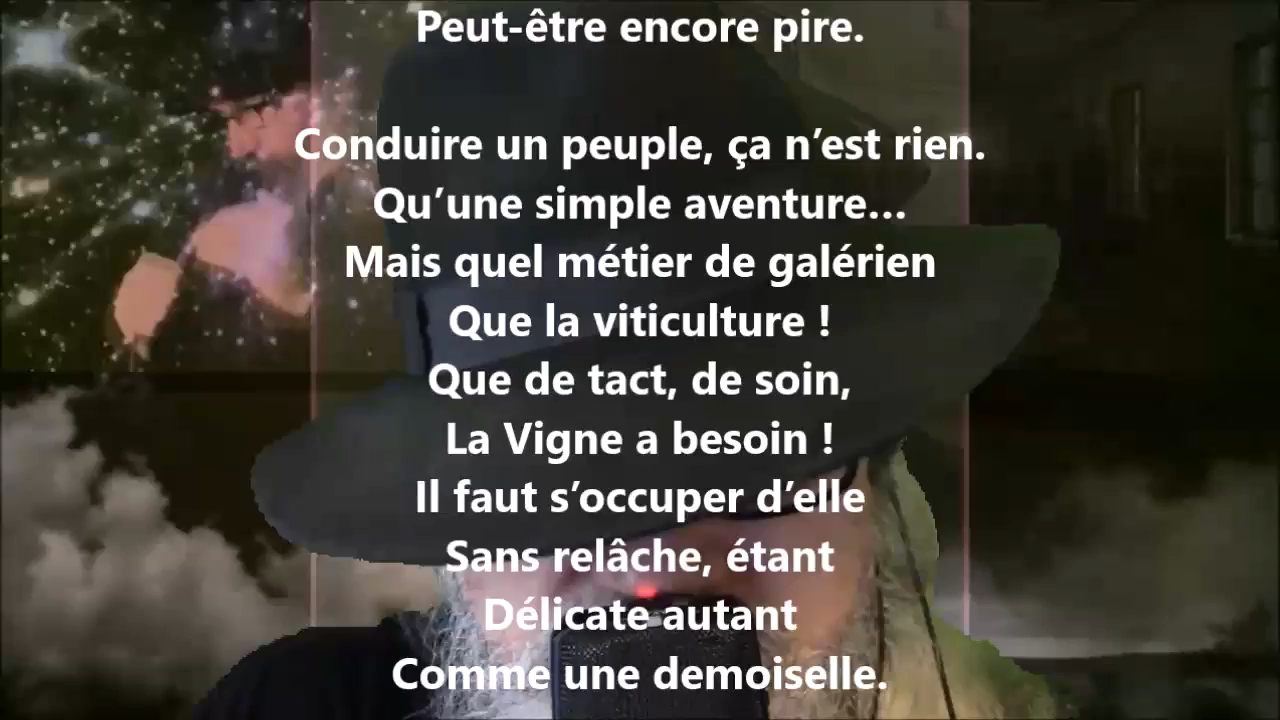 Peut-être encore pire.
Conduire un peuple, ça n’est rien.
Qu’une simple aventure…
Mais quel métier de galérien
Que la viticulture !
Que de tact, de soin,
La Vigne a besoin !
Il faut s’occuper d’elle
Sans relâche, étant
Délicate autant
Comme une demoiselle.